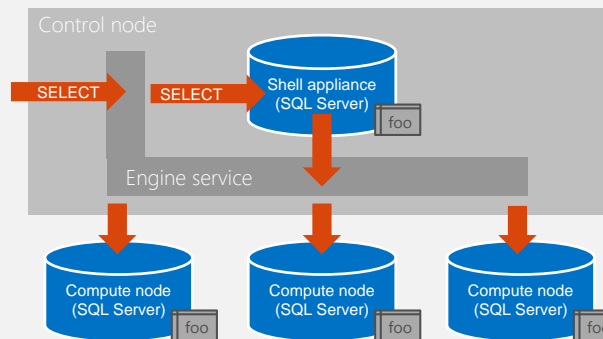 Control node
SELECT
SELECT
Shell appliance
(SQL Server)
foo
Engine service
Compute node
(SQL Server)
foo
Compute node
(SQL Server)
foo
Compute node
(SQL Server)
foo